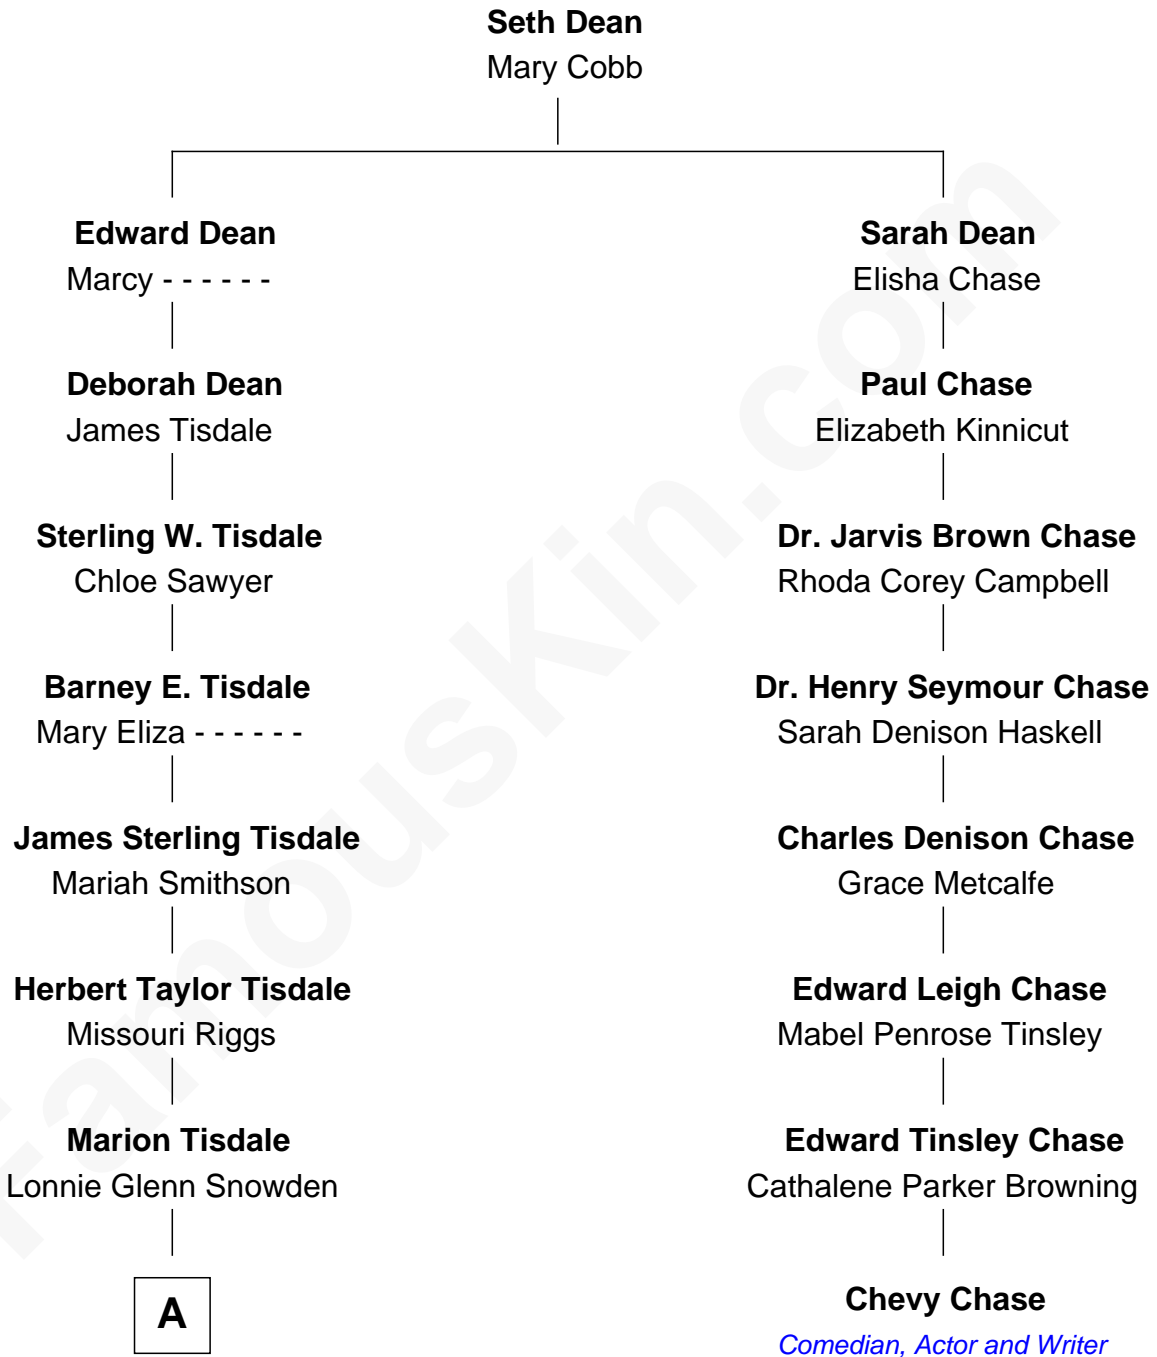 Seth Dean
Mary Cobb
Edward Dean
Marcy - - - - - -
Sarah Dean
Elisha Chase
Deborah Dean
James Tisdale
Paul Chase
Elizabeth Kinnicut
Sterling W. Tisdale
Chloe Sawyer
Dr. Jarvis Brown Chase
Rhoda Corey Campbell
Barney E. Tisdale
Mary Eliza - - - - - -
Dr. Henry Seymour Chase
Sarah Denison Haskell
James Sterling Tisdale
Mariah Smithson
Charles Denison Chase
Grace Metcalfe
Herbert Taylor Tisdale
Missouri Riggs
Edward Leigh Chase
Mabel Penrose Tinsley
Marion Tisdale
Lonnie Glenn Snowden
Edward Tinsley Chase
Cathalene Parker Browning
A
Chevy Chase
Comedian, Actor and Writer
FamousKin.com